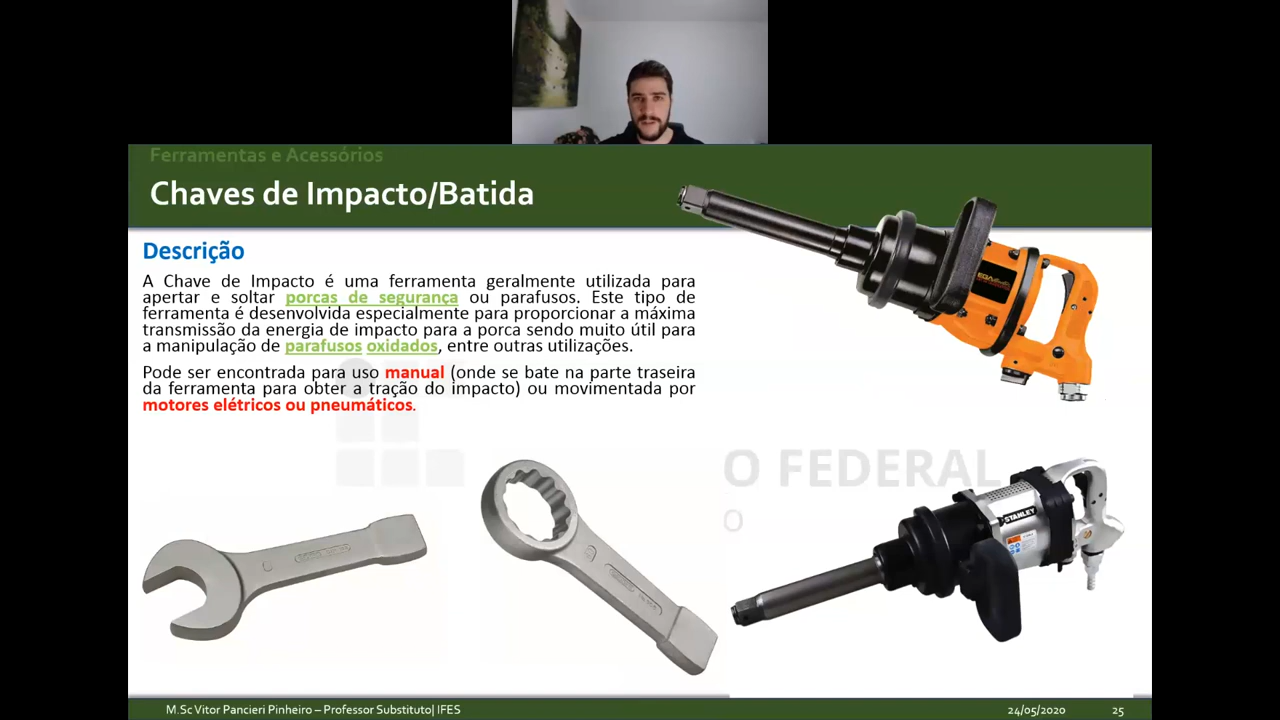 Ferramentas e Acessórios
Chaves de Impacto/Batida
Descrição
A Chave de Impacto é uma ferramenta geralmente utilizada para
apertar e soltar porcas de segurança ou parafusos. Este tipo de
ferramenta é desenvolvida especialmente para proporcionar a máxima
transmissão da energia de impacto para a porca sendo muito útil para
a manipulação de parafusos oxidados, entre outras utilizações.
Pode ser encontrada para uso manual (onde se bate na parte traseira
da ferramenta para obter a tração do impacto) ou movimentada por
motores elétricos ou pneumáticos.
O FEDERAL
O
STANLEY
M.Sc Vitor Pancieri Pinheiro – Professor Substituto| IFES
24/05/2020
25